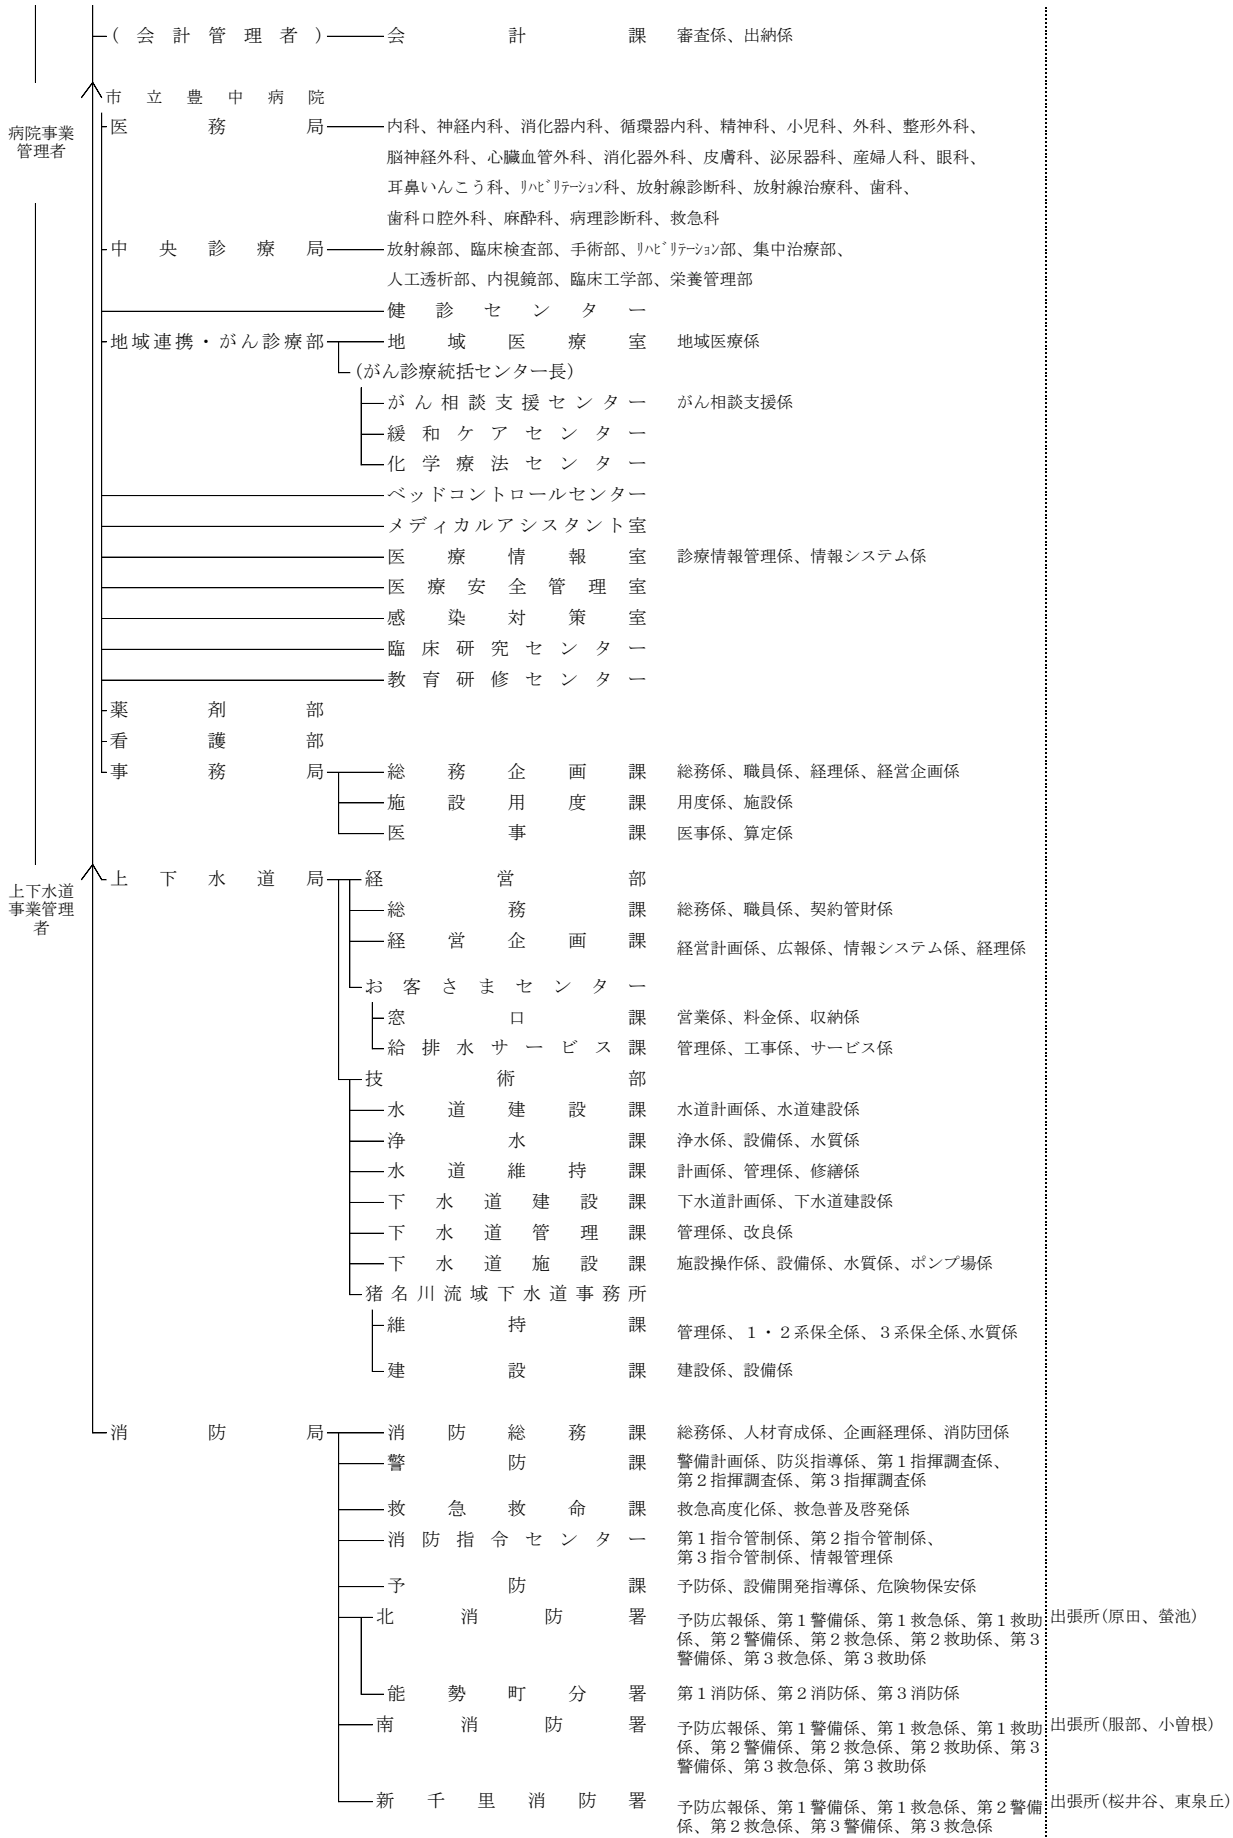 (会計管理者) 会計課 審査係、出納係
市立豊中病院
病院事業
管理者
医務局 内科、神経内科、消化器内科、循環器内科、精神科、小児科、外科、整形外科、
脳神経外科、心臓血管外科、消化器外科、皮膚科、泌尿器科、産婦人科、眼科、
耳鼻いんこう科、ﾘﾊﾋﾞﾘﾃｰｼｮﾝ科、放射線診断科、放射線治療科、歯科、
歯科口腔外科、麻酔科、病理診断科、救急科
中央診療局 放射線部、臨床検査部、手術部、ﾘﾊﾋﾞﾘﾃｰｼｮﾝ部、集中治療部、
人工透析部、内視鏡部、臨床工学部、栄養管理部
健診センター
地域連携・がん診療部 地域医療室 地域医療係
(がん診療統括センター長)
がん相談支援センター がん相談支援係
緩和ケアセンター
化学療法センター
ベッドコントロールセンター
メディカルアシスタント室
医療情報室 診療情報管理係、情報システム係
医療安全管理室
感染対策室
臨床研究センター
教育研修センター
薬剤部
看護部
事務局 総務企画課 総務係、職員係、経理係、経営企画係
施設用度課 用度係、施設係
医事課 医事係、算定係
上下水道
事業管理
者
上下水道局 経営部
総務課 総務係、職員係、契約管財係
経営企画課 経営計画係、広報係、情報システム係、経理係
お客さまセンター
窓口課 営業係、料金係、収納係
給排水サービス課 管理係、工事係、サービス係
技術部
水道建設課 水道計画係、水道建設係
浄水課 浄水係、設備係、水質係
水道維持課 計画係、管理係、修繕係
下水道建設課 下水道計画係、下水道建設係
下水道管理課 管理係、改良係
下水道施設課 施設操作係、設備係、水質係、ポンプ場係
猪名川流域下水道事務所
維持課 管理係、１・２系保全係、３系保全係､水質係
建設課 建設係、設備係
消防局 消防総務課 総務係、人材育成係、企画経理係、消防団係
警防課 警備計画係、防災指導係、第１指揮調査係、
第２指揮調査係、第３指揮調査係
救急救命課 救急高度化係、救急普及啓発係
消防指令センター 第１指令管制係、第２指令管制係、
第３指令管制係、情報管理係
予防課 予防係、設備開発指導係、危険物保安係
北消防署 予防広報係、第１警備係、第１救急係、第１救助 出張所(原田、螢池)
係、第２警備係、第２救急係、第２救助係、第３
警備係、第３救急係、第３救助係
能勢町分署 第１消防係、第２消防係、第３消防係
南消防署 予防広報係、第１警備係、第１救急係、第１救助 出張所(服部、小曽根)
係、第２警備係、第２救急係、第２救助係、第３
警備係、第３救急係、第３救助係
新千里消防署 予防広報係、第１警備係、第１救急係、第２警備 出張所(桜井谷、東泉丘)
係、第２救急係、第３警備係、第３救急係